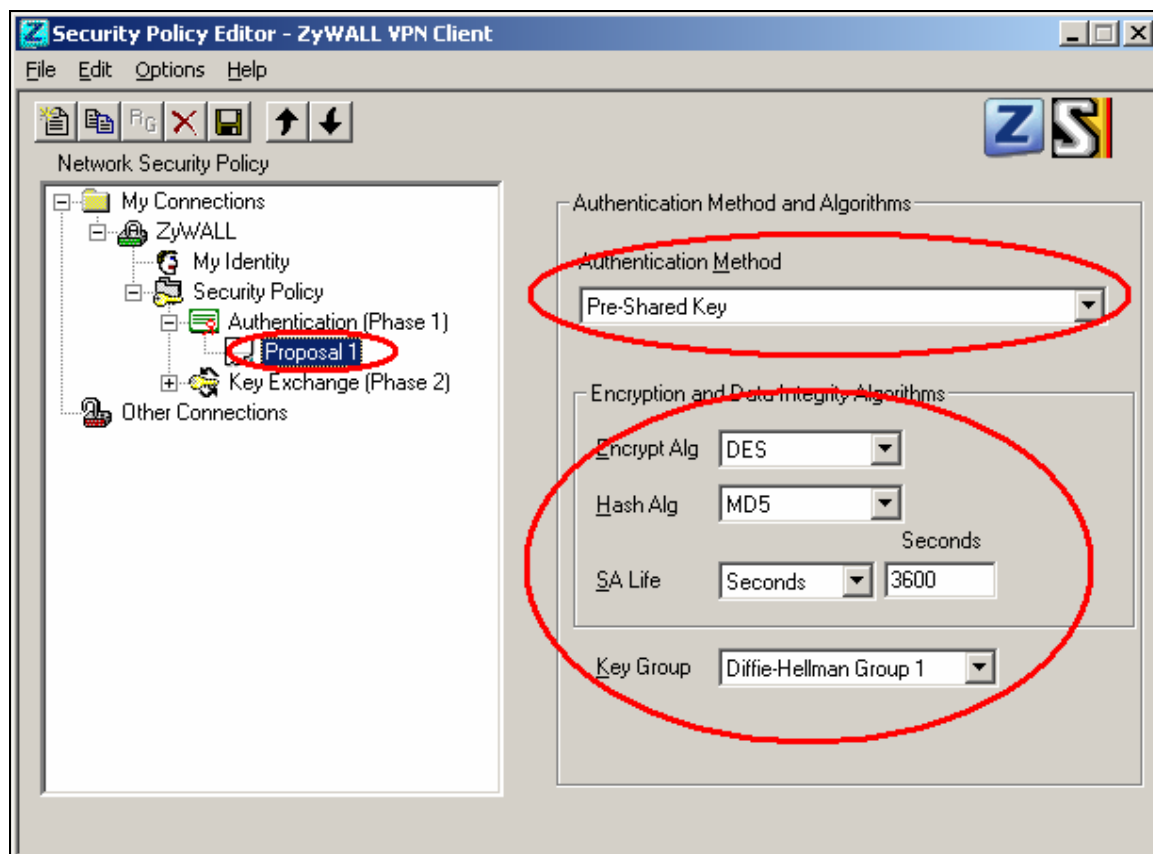 Security Policy Editor - ZyWALL VPN Client
File Edit Options Help
RG
Z S
Network Security Policy
My Connections
ZyWALL
My Identity
Security Policy
Authentication (Phase 1)
Proposal 1
Key Exchange (Phase 2)
Other Connections
Authentication Method and Algorithms
Authentication Method
Pre-Shared Key
Encryption and Data Integrity Algorithms
Encrypt Alg DES
Hash Alg MD5
Seconds
SA Life Seconds 3600
Key Group Diffie-Hellman Group 1